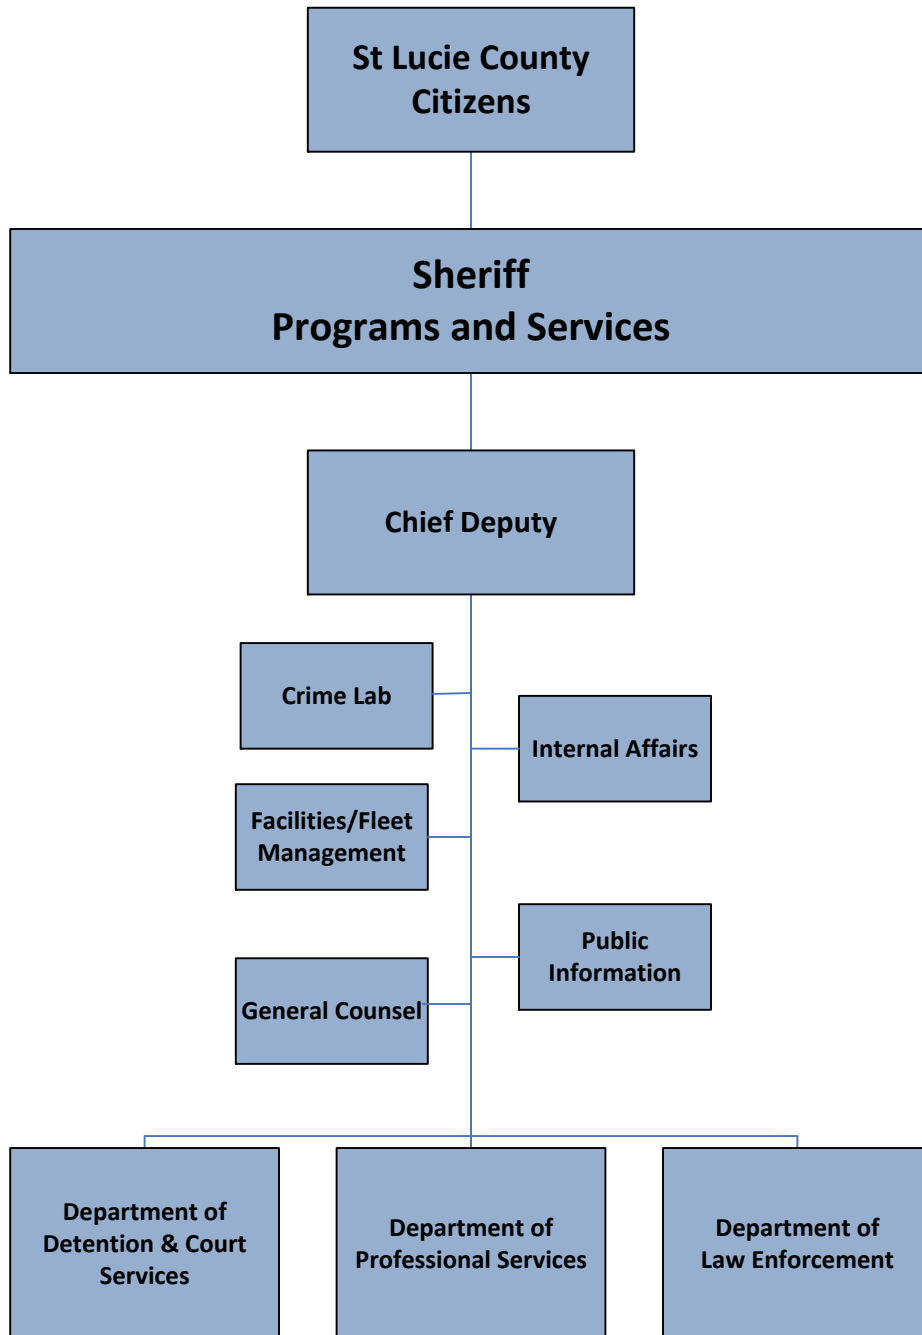 St Lucie County
Citizens
Sheriff
Programs and Services
Chief Deputy
Crime Lab
Internal Affairs
Facilities/Fleet
Management
Public
Information
General Counsel
Department of
Detention & Court
Services
Department of
Professional Services
Department of
Law Enforcement